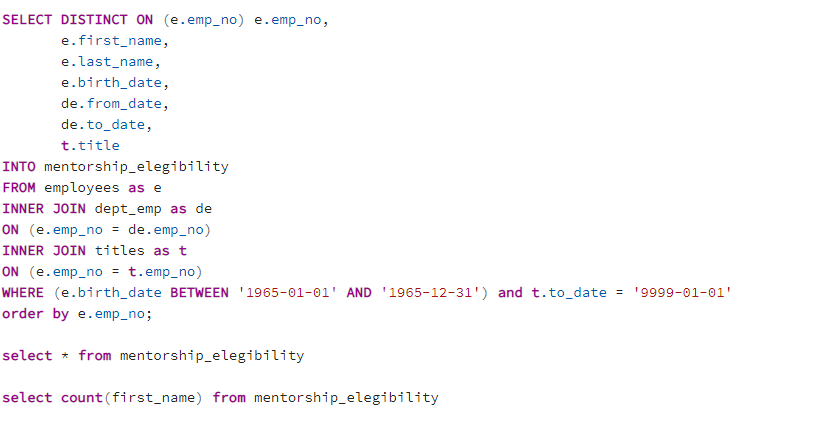 SELECT DISTINCT ON (e.emp_no) e.emp_no,
e.first_name,
e.last_name,
e.birth_date,
de.from_date,
de.to_date,
t.title
INTO mentorship_elegibility
FROM employees as e
INNER JOIN dept_emp as de
ON (e.emp_no = de.emp_no)
INNER JOIN titles as t
ON (e.emp_no = t.emp_no)
WHERE (e.birth_date BETWEEN '1965-01-01' AND '1965-12-31') and t.to_date = '9999-01-01'
order by e.emp_no;
select * from mentorship_elegibility
select count(first_name) from mentorship_elegibility